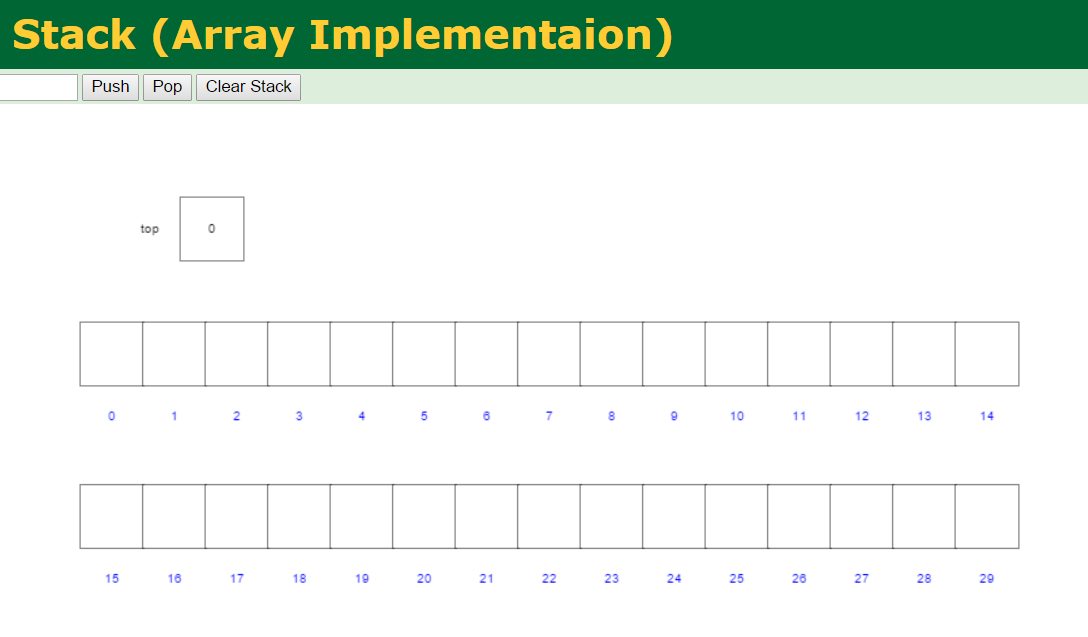 Stack (Array Implementaion)
Push Pop Clear Stack
top 0
0 1 2 3 4 5 6 7 8 9 10 11 12 13 14
15 16 17 18 19 20 21 22 23 24 25 26 27 28 29